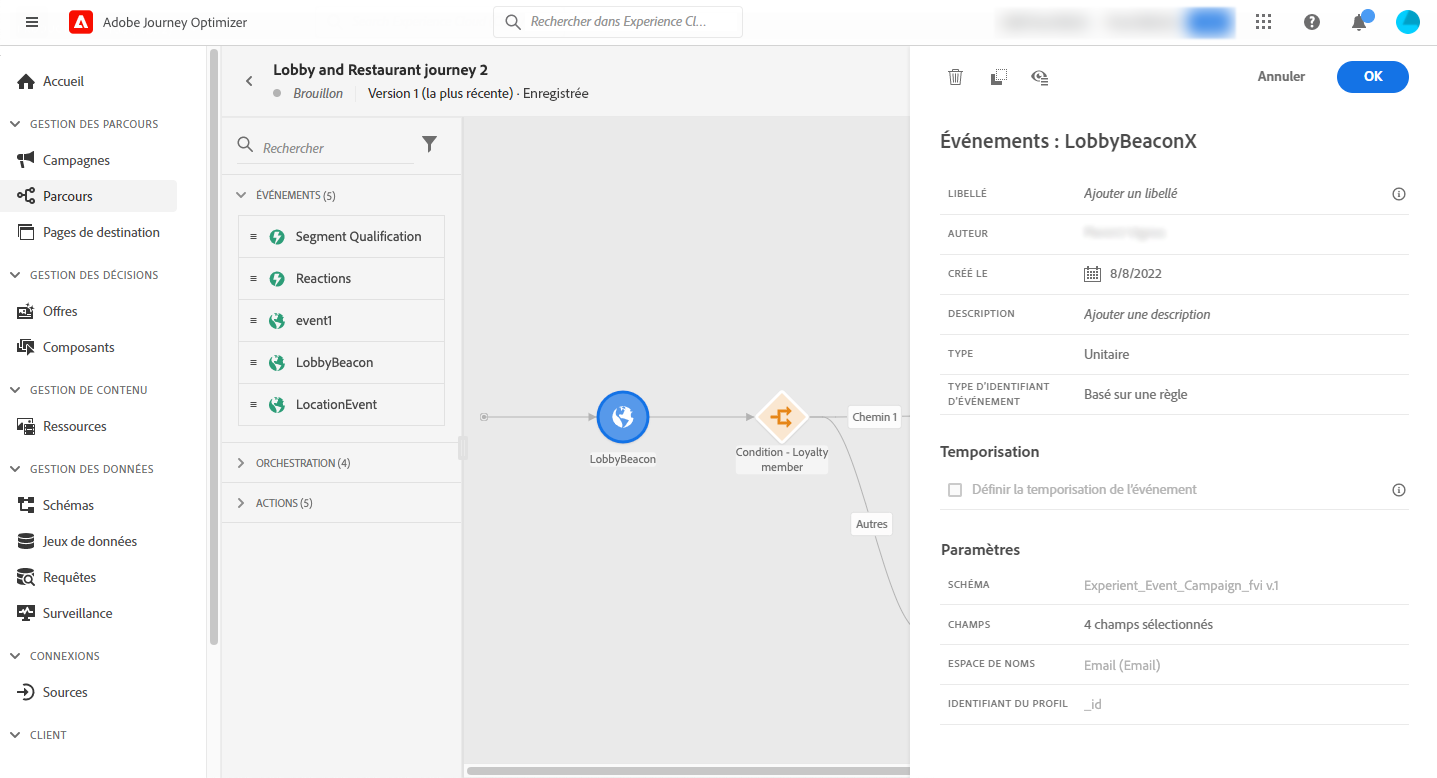 Adobe Journey Optimizer
Rechercher dans Experience Cl...
Accueil
GESTION DES PARCOURS
Campagnes
Parcours
Pages de destination
GESTION DES DÉCISIONS
Offres
Composants
GESTION DE CONTENU
Ressources
GESTION DES DONNÉES
Schémas
Jeux de données
Requêtes
Surveillance
CONNEXIONS
Sources
CLIENT
Lobby and Restaurant journey 2
Brouillon
Version 1 (la plus récente) · Enregistrée
Rechercher
ÉVÉNEMENTS (5)
Segment Qualification
Reactions
event1
LobbyBeacon
LocationEvent
ORCHESTRATION (4)
ACTIONS (5)
LobbyBeacon
Condition - Loyalty
member
Chemin 1
Autres
Annuler
OK
Événements : LobbyBeaconX
LIBELLÉ
Ajouter un libellé
AUTEUR
CRÉÉ LE
8/8/2022
DESCRIPTION
Ajouter une description
TYPE
Unitaire
TYPE D'IDENTIFIANT
D'ÉVÉNEMENT
Basé sur une règle
Temporisation
Définir la temporisation de l'événement
Paramètres
SCHÉMA
Experient_Event_Campaign_fvi v.1
CHAMPS
4 champs sélectionnés
ESPACE DE NOMS
Email (Email)
IDENTIFIANT DU PROFIL
_id